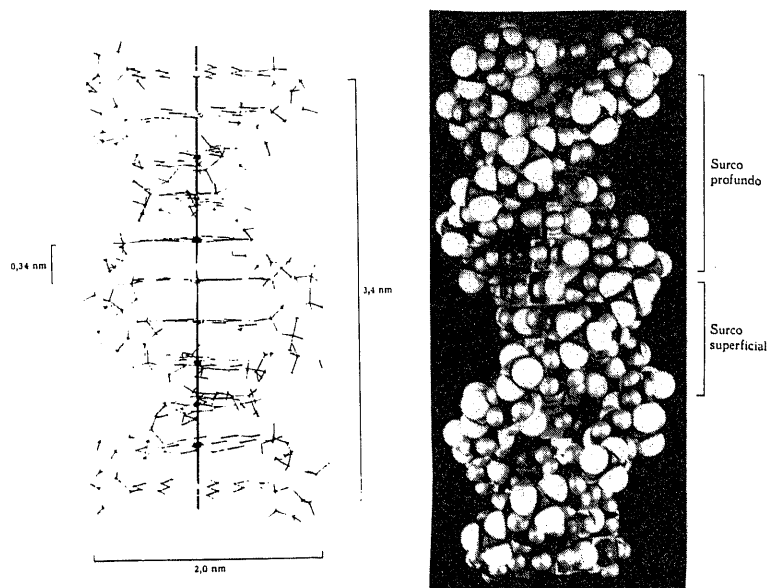 0,34 nm
3,4 nm
2,0 nm
Surco
profundo
Surco
superficial